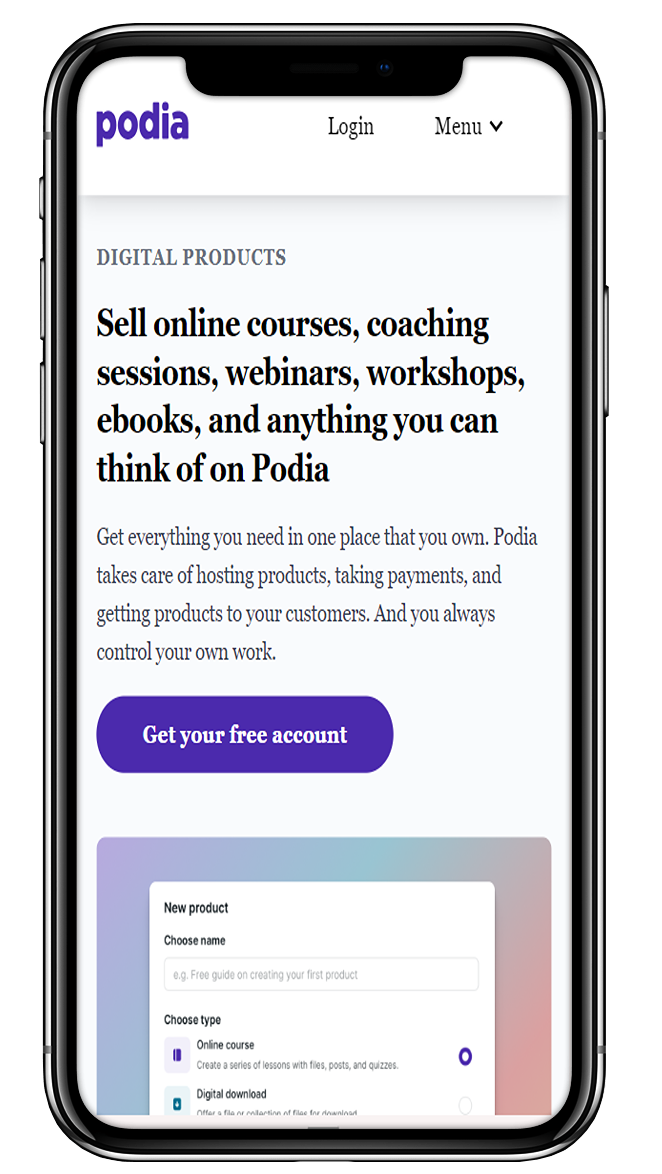 podia
Login
Menu
DIGITAL PRODUCTS
Sell online courses, coaching
sessions, webinars, workshops,
ebooks, and anything you can
think of on Podia
Get everything you need in one place that you own. Podia
takes care of hosting products, taking payments, and
getting products to your customers. And you always
control your own work.
Get your free account
New product
Choose name
e.g. Free guide on creating your first product
Choose type
Online course
Create a series of lessons with files, posts, and quizzes.
Digital download
Offer a file or collection of files for download